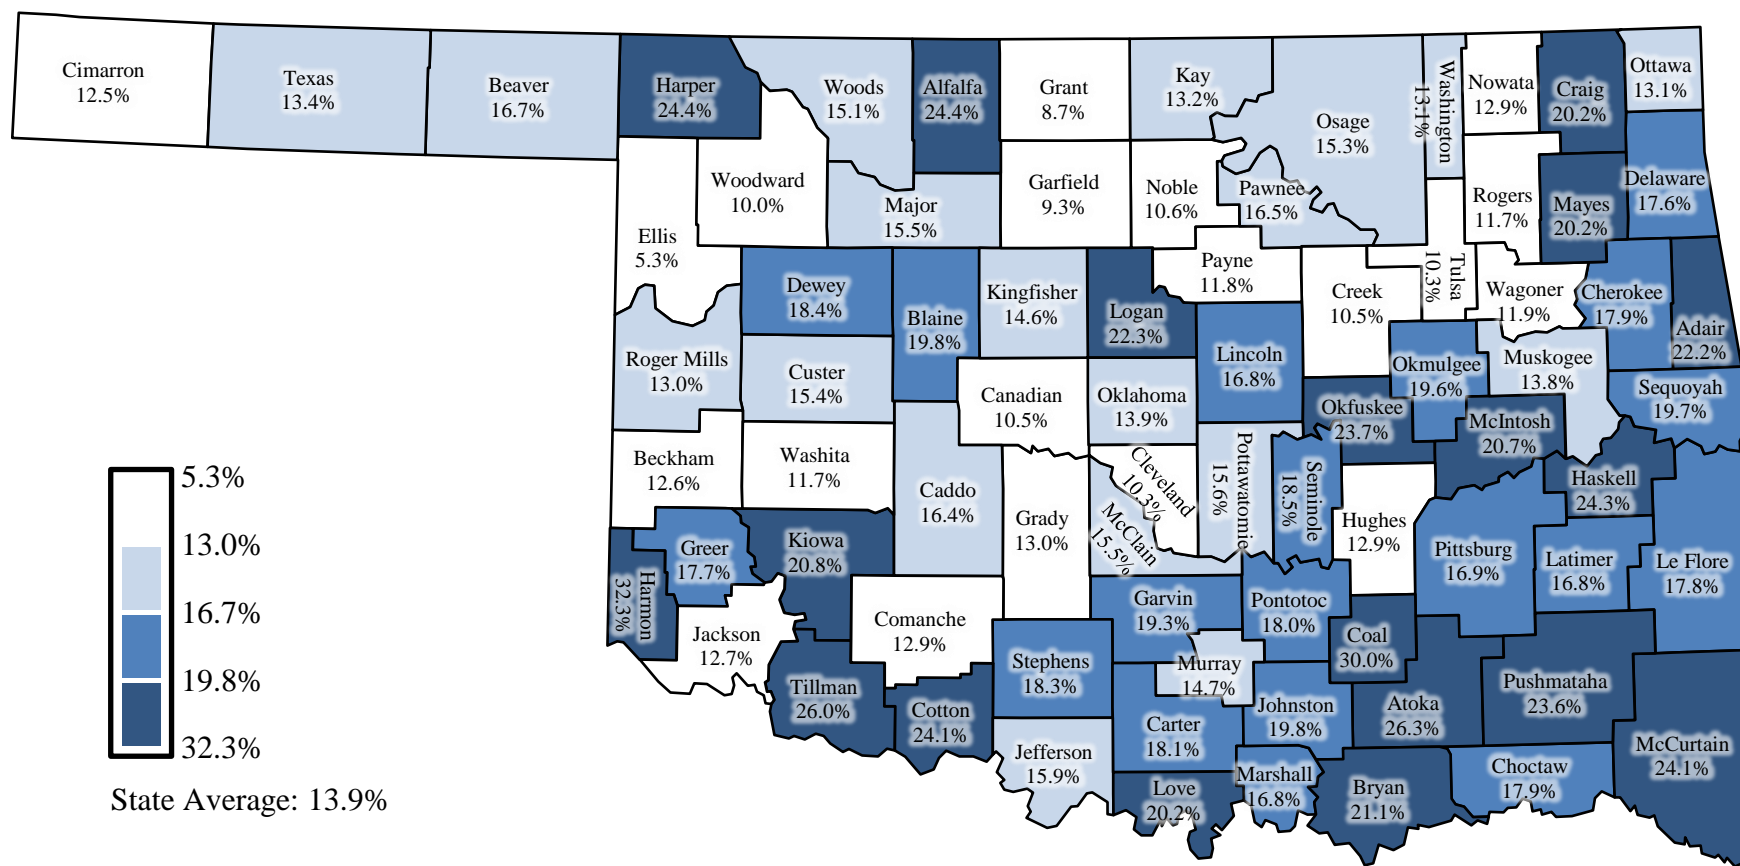 Cimarron
12.5%
Texas
13.4%
Beaver
16.7%
Harper
24.4%
Woods
15.1%
Alfalfa
24.4%
Grant
8.7%
Kay
13.2%
Osage
15.3%
Washington
13.1%
Nowata
12.9%
Craig
20.2%
Ottawa
13.1%
Woodward
10.0%
Major
15.5%
Garfield
9.3%
Noble
10.6%
Pawnee
16.5%
Rogers
11.7%
Mayes
20.2%
Delaware
17.6%
Ellis
5.3%
Dewey
18.4%
Blaine
19.8%
Kingfisher
14.6%
Logan
22.3%
Payne
11.8%
Creek
10.5%
Tulsa
10.3%
Wagoner
11.9%
Cherokee
17.9%
Adair
22.2%
Roger Mills
13.0%
Custer
15.4%
Canadian
10.5%
Oklahoma
13.9%
Lincoln
16.8%
Okfuskee
23.7%
Okmulgee
19.6%
Muskogee
13.8%
McIntosh
20.7%
Sequoyah
19.7%
Beckham
12.6%
Washita
11.7%
Caddo
16.4%
Grady
13.0%
Cleveland
10.3%
McClain
15.5%
Pottawatomie
15.6%
Seminole
18.5%
Hughes
12.9%
Pittsburg
16.9%
Haskell
24.3%
Latimer
16.8%
Le Flore
17.8%
Harmon
32.3%
Greer
17.7%
Kiowa
20.8%
Jackson
12.7%
Comanche
12.9%
Tillman
26.0%
Cotton
24.1%
Stephens
18.3%
Jefferson
15.9%
Garvin
19.3%
Murray
14.7%
Carter
18.1%
Love
20.2%
Pontotoc
18.0%
Johnston
19.8%
Marshall
16.8%
Coal
30.0%
Atoka
26.3%
Bryan
21.1%
Pushmataha
23.6%
Choctaw
17.9%
McCurtain
24.1%
5.3%
13.0%
16.7%
19.8%
32.3%
State Average: 13.9%